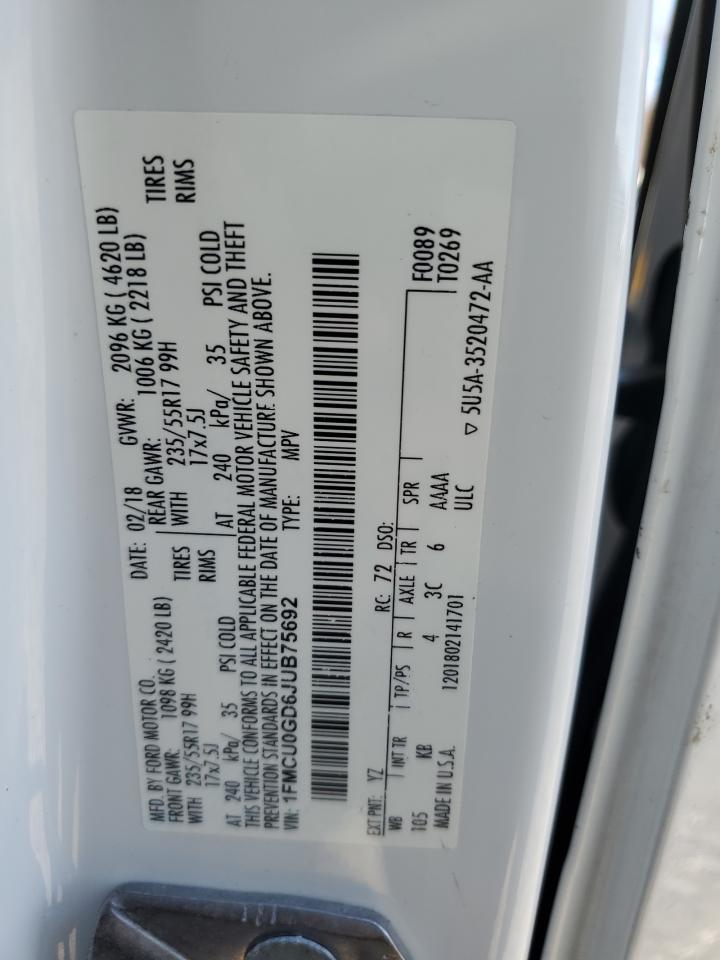 MFD. BY FORD MOTOR CO. DATE: 02/18 GVWR: 2096 KG ( 4620 LB)
FRONT GAWR: 1098 KG ( 2420 LB) REAR GAWR: 1006 KG ( 2218 LB)
WITH 235/55R17 99H TIRES WITH 235/55R17 99H TIRES
17x7.5J RIMS 17x7.5J RIMS
AT 240 kPa/ 35 PSI COLD AT 240 kPa/ 35 PSI COLD
THIS VEHICLE CONFORMS TO ALL APPLICABLE FEDERAL MOTOR VEHICLE SAFETY AND THEFT
PREVENTION STANDARDS IN EFFECT ON THE DATE OF MANUFACTURE SHOWN ABOVE.
VIN: 1FMCU0GD6JUB75692 TYPE: MPV
EXT PNT: YZ RC: 72 DSO:
WB INT TR TP/PS R AXLE TR SPR F0089
105 KB 4 3C 6 AAAA T0269
MADE IN U.S.A. 1201802141701 ULC
▽ 5U5A-3520472-AA